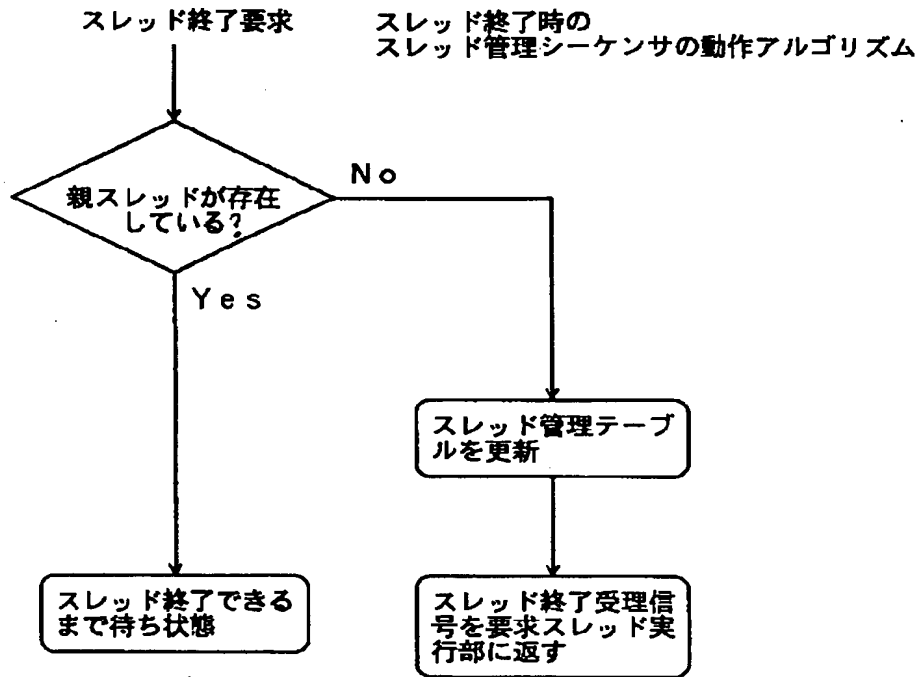 スレッド終了要求
スレッド終了時の
スレッド管理シーケンサの動作アルゴリズム
親スレッドが存在
している?
No
Yes
スレッド管理テーブ
ルを更新
スレッド終了できる
まで待ち状態
スレッド終了受理信
号を要求スレッド実
行部に返す